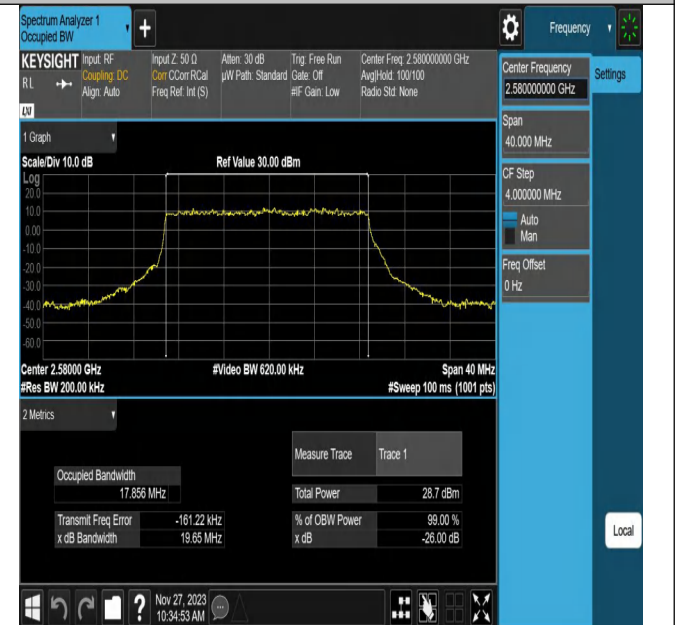 Spectrum Analyzer 1
Occupied BW
+
Frequency
KEYSIGHT
RL
LXI
Input: RF
Coupling: DC
Align: Auto
Input Z: 50 Ω
Corr CCorr RCal
Freq Ref: Int (S)
Atten: 30 dB
µW Path: Standard
Trig: Free Run
Gate: Off
#IF Gain: Low
Center Freq: 2.580000000 GHz
Avg|Hold: 100/100
Radio Std: None
Center Frequency
2.580000000 GHz
Settings
Span
40.000 MHz
CF Step
4.000000 MHz
Auto
Man
Freq Offset
0 Hz
1 Graph
Scale/Div 10.0 dB
Ref Value 30.00 dBm
Log
20.0
10.0
0.00
-10.0
-20.0
-30.0
-40.0
-50.0
-60.0
Center 2.58000 GHz
#Video BW 620.00 kHz
Span 40 MHz
#Res BW 200.00 kHz
#Sweep 100 ms (1001 pts)
2 Metrics
Measure Trace
Trace 1
Occupied Bandwidth
17.856 MHz
Total Power
28.7 dBm
Transmit Freq Error
-161.22 kHz
% of OBW Power
99.00 %
x dB Bandwidth
19.65 MHz
x dB
-26.00 dB
Local
?
Nov 27, 2023
10:34:53 AM